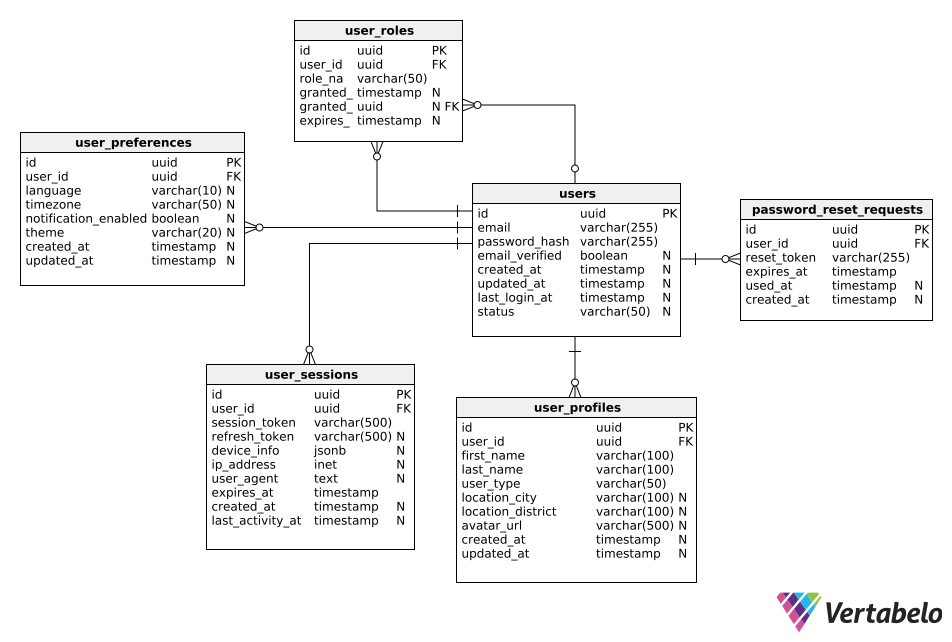 user_roles
id uuid PK
user_id uuid FK
role_na varchar(50)
granted_ timestamp N
granted_ uuid N FK
expires_ timestamp N
user_preferences
id uuid PK
user_id uuid FK
language varchar(10) N
timezone varchar(50) N
notification_enabled boolean N
theme varchar(20) N
created_at timestamp N
updated_at timestamp N
users
id uuid PK
email varchar(255)
password_hash varchar(255)
email_verified boolean N
created_at timestamp N
updated_at timestamp N
last_login_at timestamp N
status varchar(50) N
password_reset_requests
id uuid PK
user_id uuid FK
reset_token varchar(255)
expires_at timestamp
used_at timestamp N
created_at timestamp N
user_sessions
id uuid PK
user_id uuid FK
session_token varchar(500)
refresh_token varchar(500) N
device_info jsonb N
ip_address inet N
user_agent text N
expires_at timestamp
created_at timestamp N
last_activity_at timestamp N
user_profiles
id uuid PK
user_id uuid FK
first_name varchar(100)
last_name varchar(100)
user_type varchar(50)
location_city varchar(100) N
location_district varchar(100) N
avatar_url varchar(500) N
created_at timestamp N
updated_at timestamp N
Vertabelo